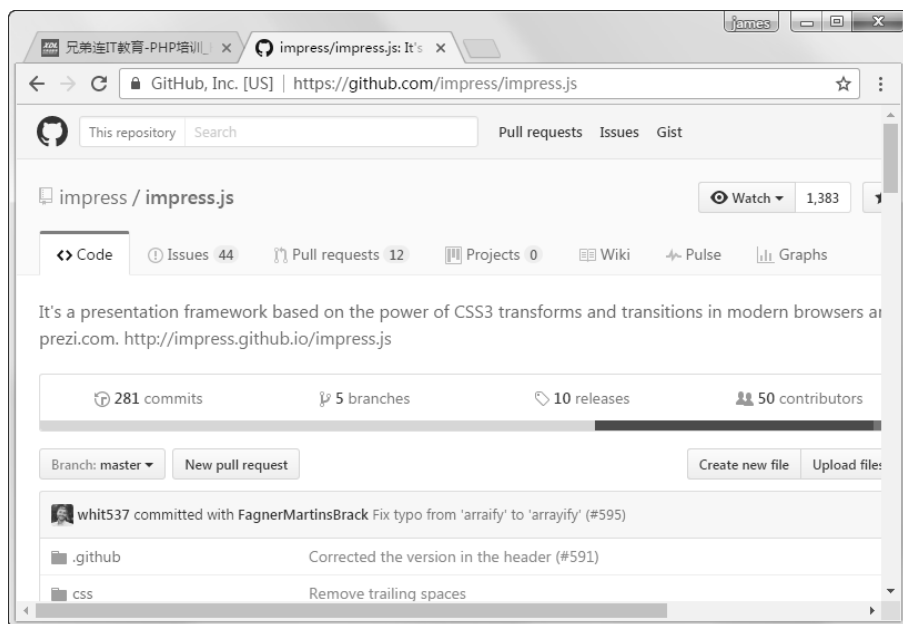 james
XDL 兄弟连IT教育-PHP培训_
impress/impress.js: It's
GitHub, Inc. [US] | https://github.com/impress/impress.js
This repository Search Pull requests Issues Gist
impress / impress.js Watch 1,383
Code Issues 44 Pull requests 12 Projects 0 Wiki Pulse Graphs
It's a presentation framework based on the power of CSS3 transforms and transitions in modern browsers
prezi.com. http://impress.github.io/impress.js
281 commits 5 branches 10 releases 50 contributors
Branch: master New pull request Create new file Upload files
whit537 committed with FagnerMartinsBrack Fix typo from 'arraify' to 'arrayify' (#595)
.github Corrected the version in the header (#591)
css Remove trailing spaces